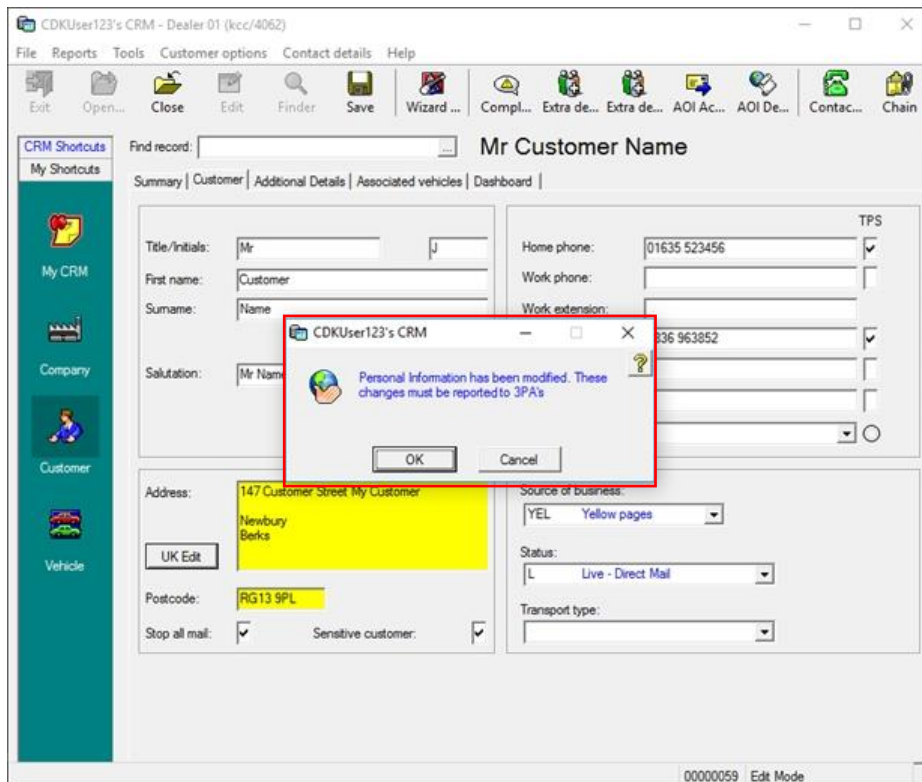 CDKUser123's CRM - Dealer 01 (kcc/4062)
File Reports Tools Customer options Contact details Help
Exit Open... Close Edit Finder Save Wizard ... Compl... Extra de... Extra de... AOI Ac... AOI De... Contac... Chain
CRM Shortcuts
My Shortcuts
My CRM
Company
Customer
Vehicle
Find record: ...
Mr Customer Name
Summary Customer Additional Details Associated vehicles Dashboard
Title/Initials: Mr J
First name: Customer
Surname: Name
Salutation: Mr Name
TPS
Home phone: 01635 523456
Work phone:
Work extension:
836 963852
CDKUser123's CRM
Personal Information has been modified. These
changes must be reported to 3PA's
OK Cancel
Address: 147 Customer Street My Customer
Newbury
Berks
UK Edit
Postcode: RG13 9PL
Stop all mail: Sensitive customer:
Source of business:
YEL Yellow pages
Status:
L Live - Direct Mail
Transport type:
00000059 Edit Mode